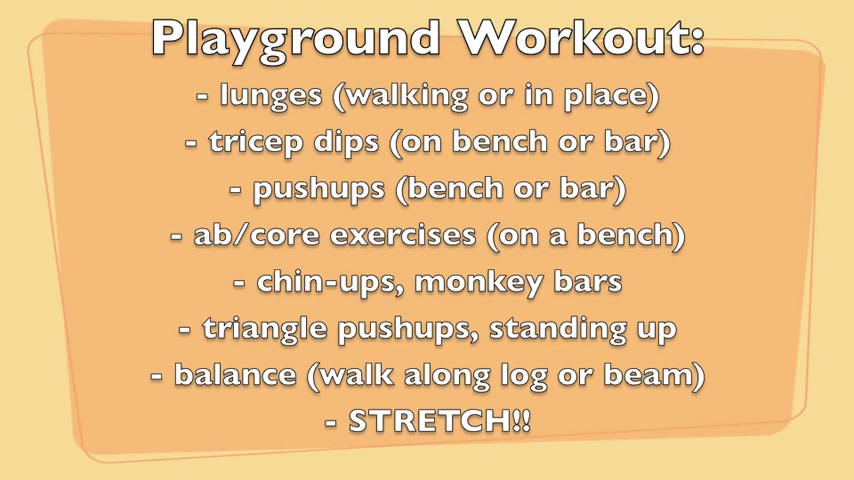 Playground Workout:
- lunges (walking or in place)
- tricep dips (on bench or bar)
- pushups (bench or bar)
- ab/core exercises (on a bench)
- chin-ups, monkey bars
- triangle pushups, standing up
- balance (walk along log or beam)
- STRETCH!!